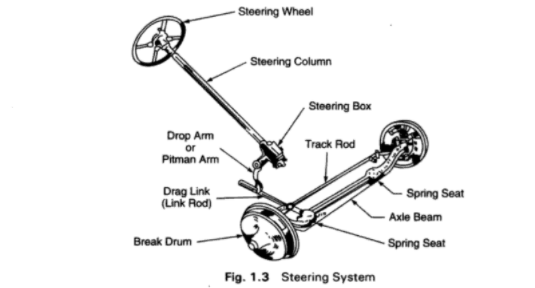 Steering Wheel
Steering Column
Steering Box
Drop Arm
or
Pitman Arm
Track Rod
Drag Link
(Link Rod)
Spring Seat
Axle Beam
Break Drum
Spring Seat
Fig. 1.3 Steering System